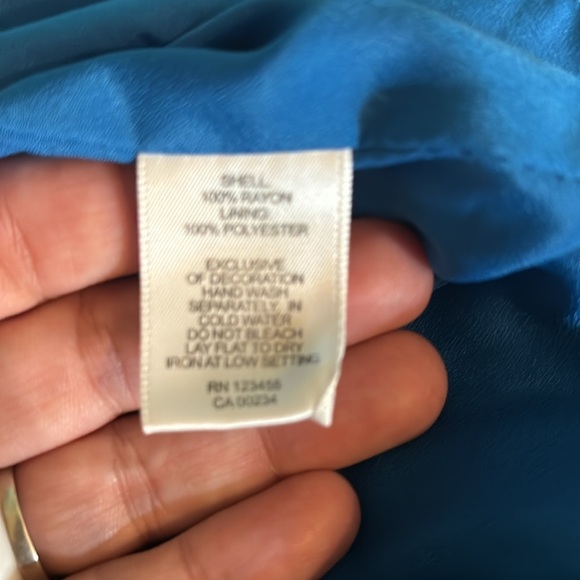 SHELL
100% RAYON
LINING:
100% POLYESTER
EXCLUSIVE
OF DECORATION
HAND WASH
SEPARATELY, IN
COLD WATER
DO NOT BLEACH
LAY FLAT TO DRY
IRON AT LOW SETTING
RN 123456
CA 00234